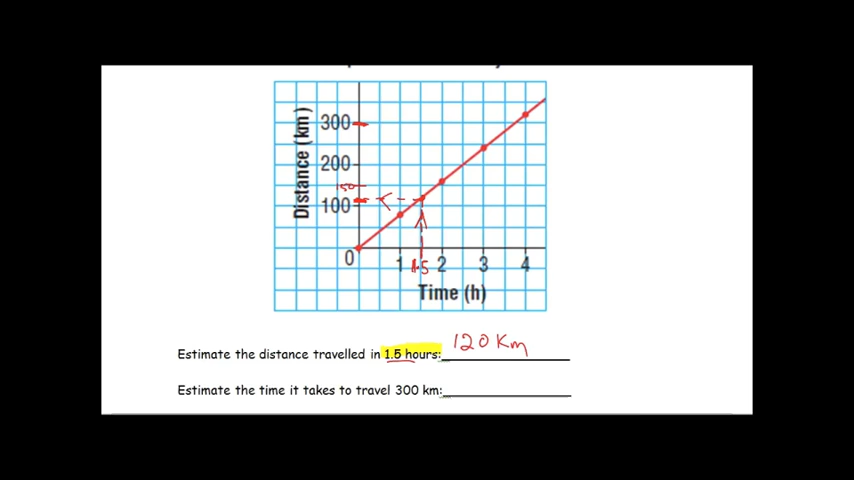 Distance (km)
300
200
150
100
0
1 1.5 2 3 4
Time (h)
Estimate the distance travelled in 1.5 hours: 120 Km
Estimate the time it takes to travel 300 km: